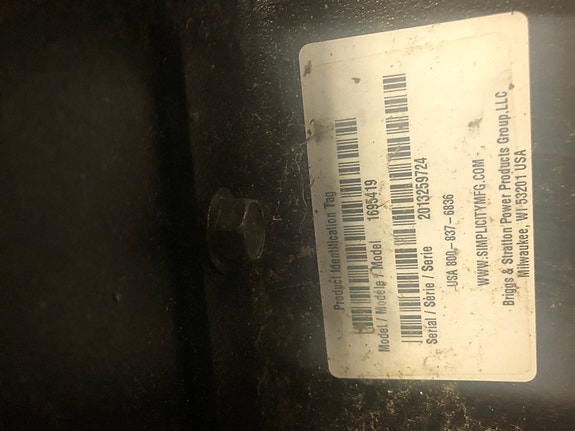 Product Identification Tag
Model / Modèle / Model 1695419
Serial / Série / Serie 2013259724
USA 800-837-6836
WWW.SIMPLICITYMFG.COM
Briggs & Stratton Power Products Group,LLC
Milwaukee, WI 53201 USA